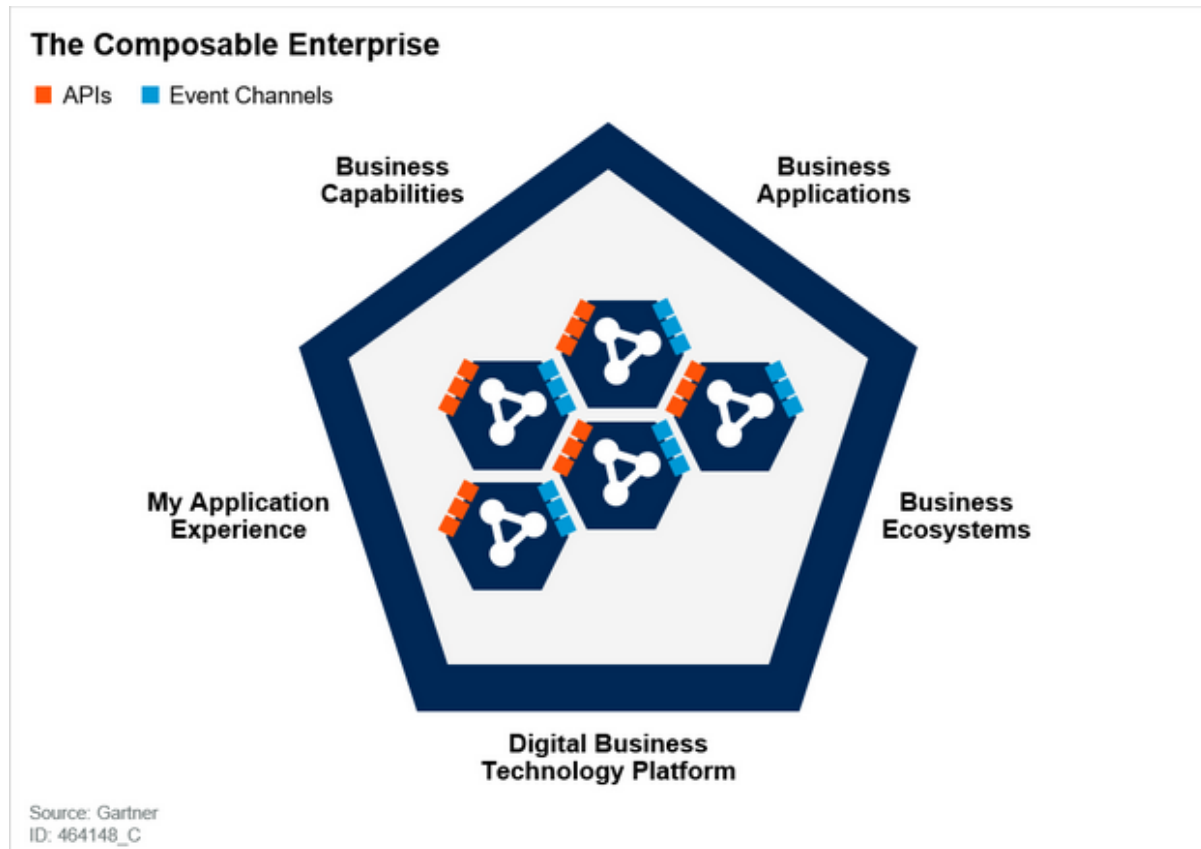 The Composable Enterprise
APIs Event Channels
Business
Capabilities
Business
Applications
My Application
Experience
Business
Ecosystems
Digital Business
Technology Platform
Source: Gartner
ID: 464148_C